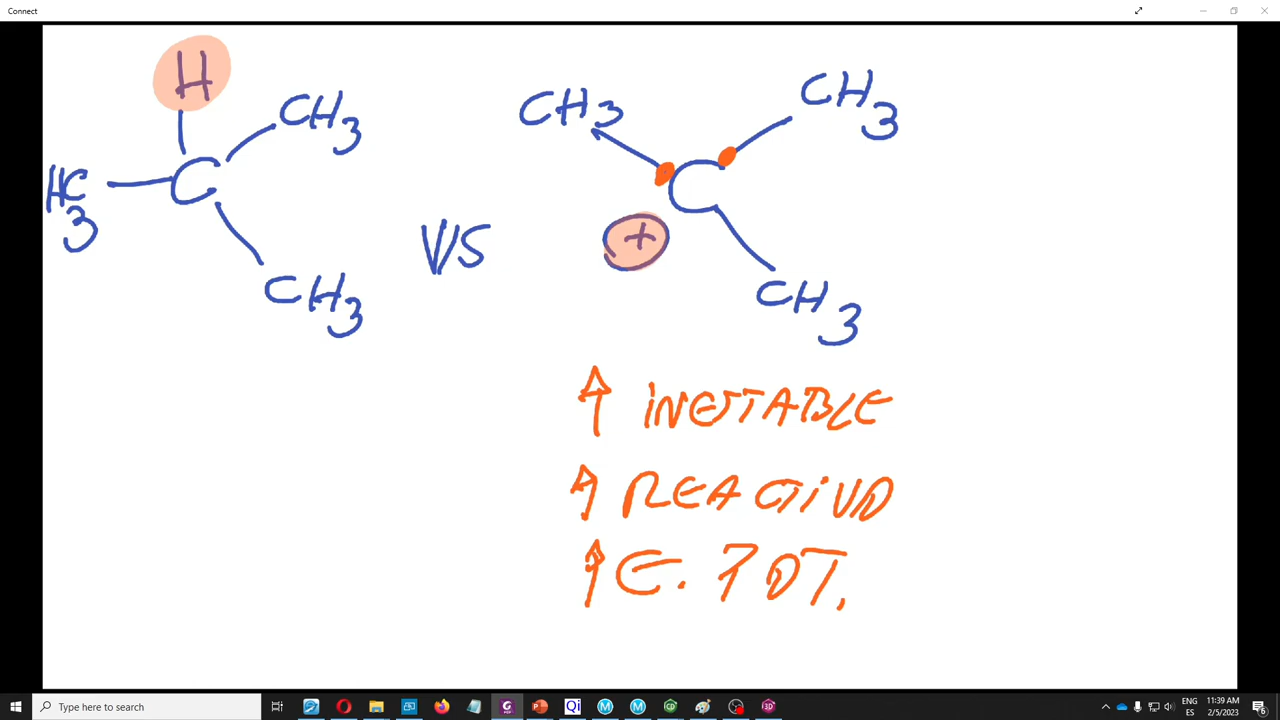 Connect
H
CH3
H3C
C
CH3
VS
CH3
CH3
C
+
CH3
↑ INESTABLE
↑ REACTIVO
↑ E. POT.
Type here to search
ENG
ES
11:39 AM
2/5/2023
6